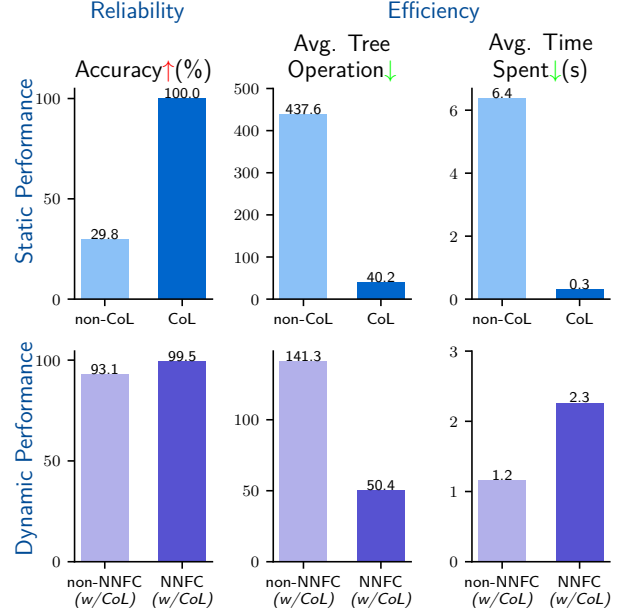 Reliability
Efficiency
Static Performance
Accuracy↑(%)
100
50
0
29.8
100.0
non-CoL
CoL
Avg. Tree
Operation↓
500
400
300
200
100
0
437.6
40.2
non-CoL
CoL
Avg. Time
Spent↓(s)
6
4
2
0
6.4
0.3
non-CoL
CoL
Dynamic Performance
100
50
0
93.1
99.5
non-NNFC
(w/CoL)
NNFC
(w/CoL)
100
50
0
141.3
50.4
non-NNFC
(w/CoL)
NNFC
(w/CoL)
3
2
1
0
1.2
2.3
non-NNFC
(w/CoL)
NNFC
(w/CoL)